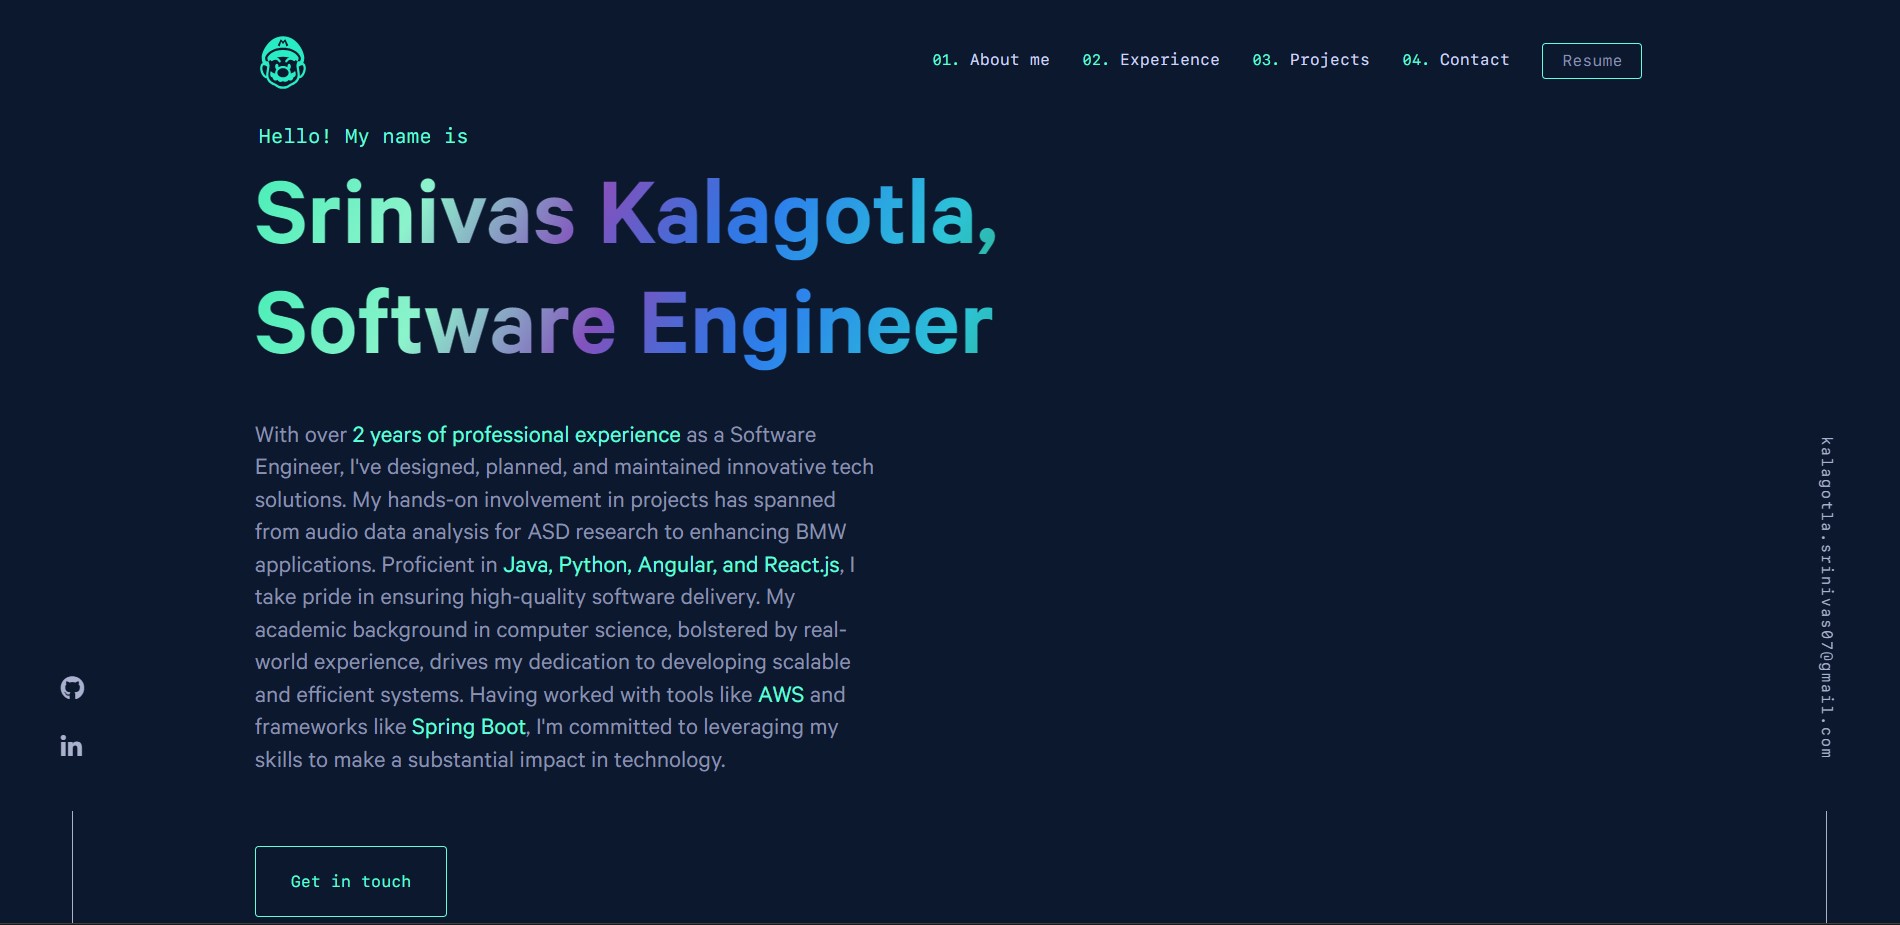 M
01. About me
02. Experience
03. Projects
04. Contact
Resume
Hello! My name is
Srinivas Kalagotla,
Software Engineer
With over 2 years of professional experience as a Software
Engineer, I've designed, planned, and maintained innovative tech
solutions. My hands-on involvement in projects has spanned
from audio data analysis for ASD research to enhancing BMW
applications. Proficient in Java, Python, Angular, and React.js, I
take pride in ensuring high-quality software delivery. My
academic background in computer science, bolstered by real-
world experience, drives my dedication to developing scalable
and efficient systems. Having worked with tools like AWS and
frameworks like Spring Boot, I'm committed to leveraging my
skills to make a substantial impact in technology.
Get in touch
in
kalagotla.srinivas07@gmail.com